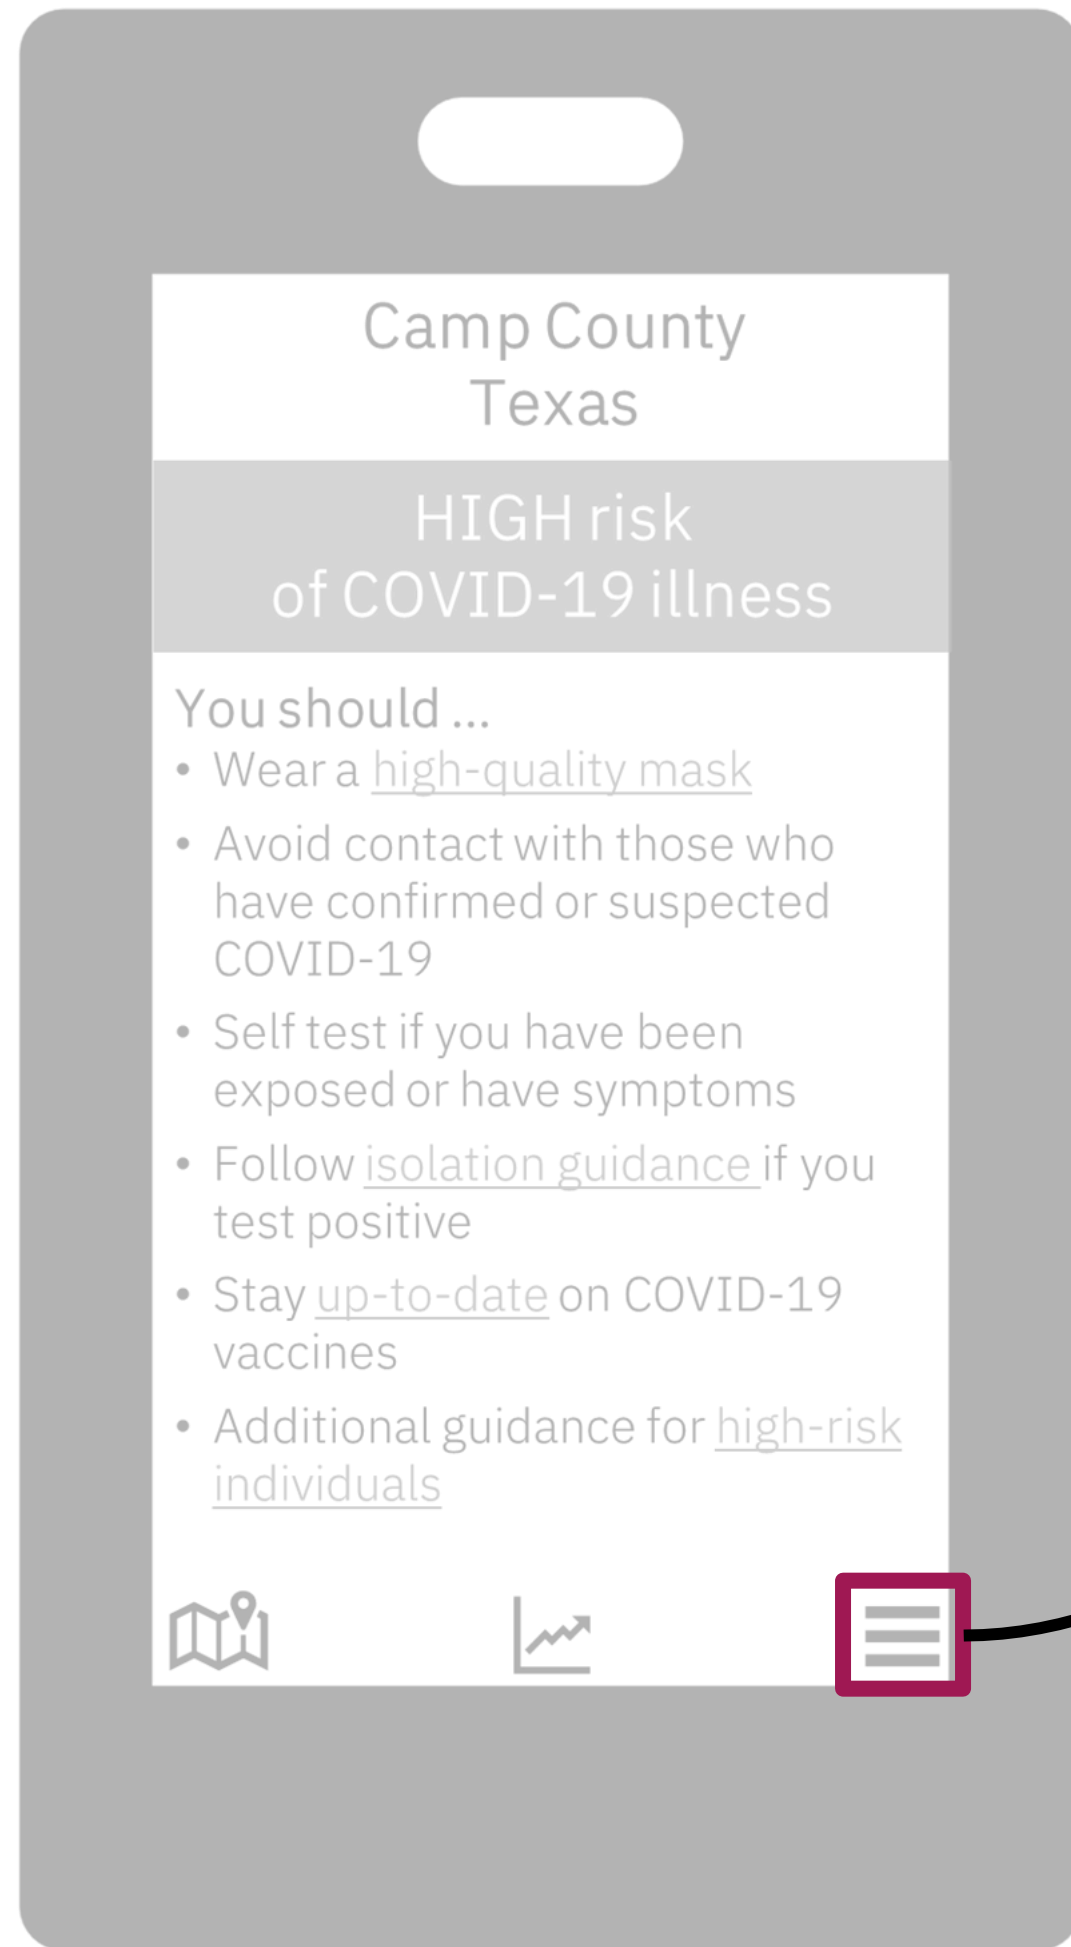 Camp County
Texas
HIGH risk
of COVID-19 illness
You should ...
• Wear a high-quality mask
• Avoid contact with those who
have confirmed or suspected
COVID-19
• Self test if you have been
exposed or have symptoms
• Follow isolation guidance if you
test positive
• Stay up-to-date on COVID-19
vaccines
• Additional guidance for high-risk
individuals